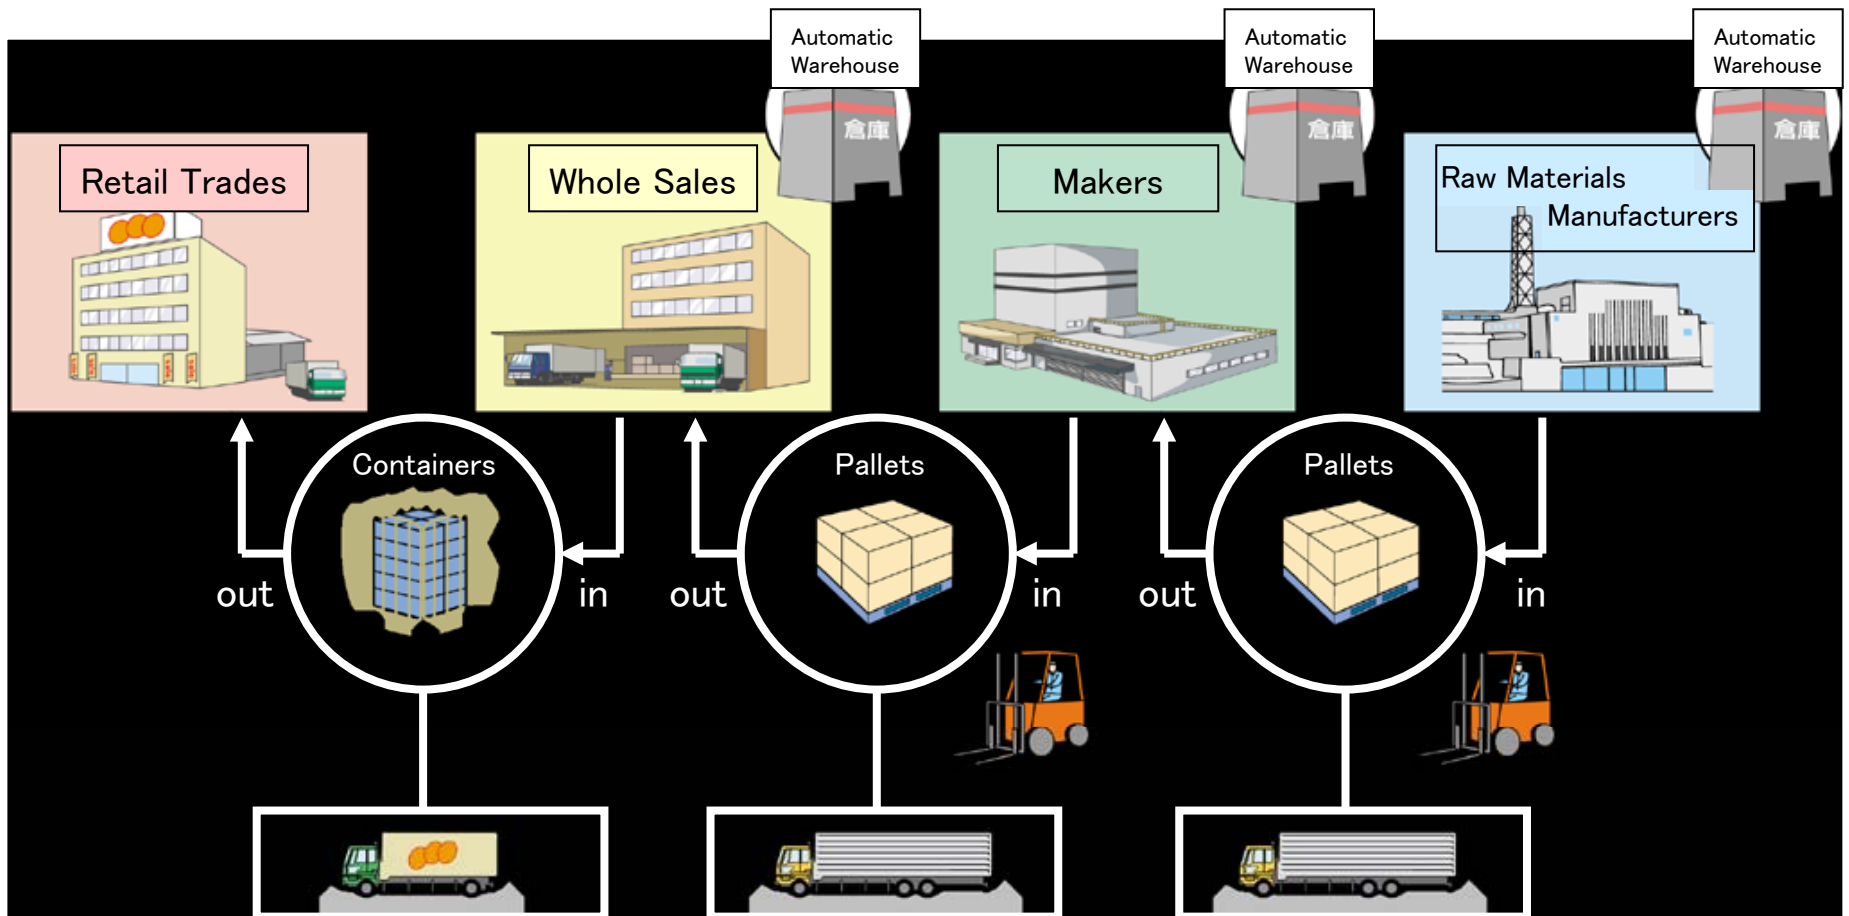 Automatic
Warehouse
Automatic
Warehouse
Automatic
Warehouse
倉庫
倉庫
倉庫
Retail Trades
Whole Sales
Makers
Raw Materials
Manufacturers
Containers
Pallets
Pallets
out
in
out
in
out
in